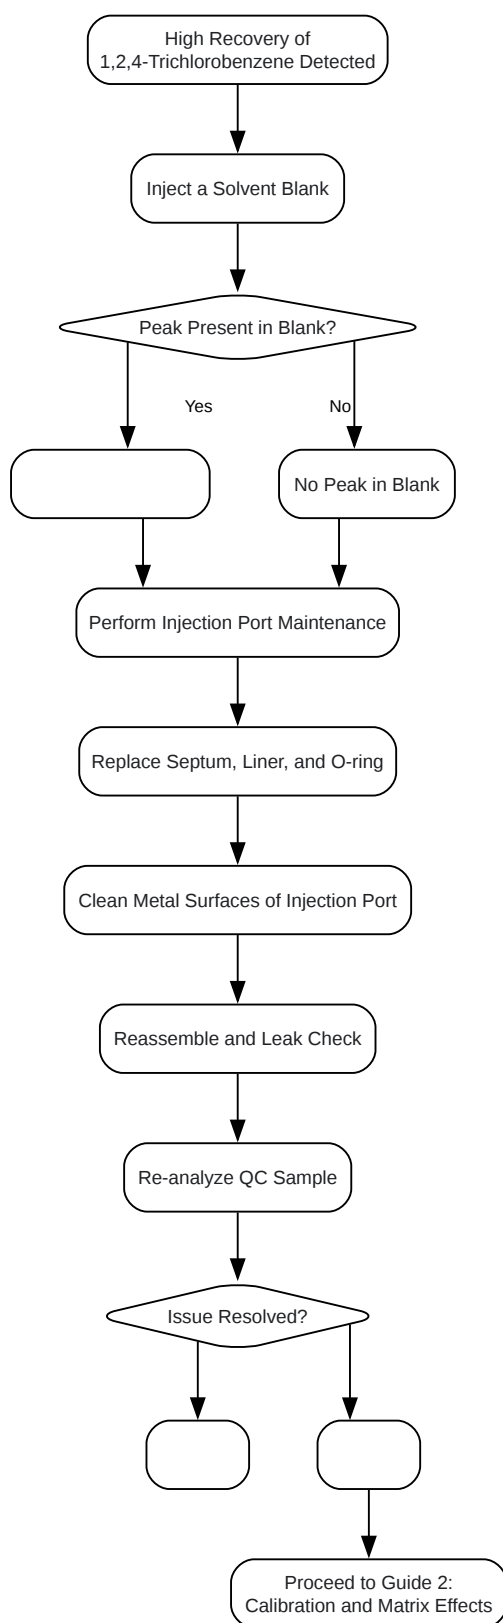 High Recovery of
1,2,4-Trichlorobenzene Detected
Inject a Solvent Blank
Peak Present in Blank?
Yes
No
No Peak in Blank
Perform Injection Port Maintenance
Replace Septum, Liner, and O-ring
Clean Metal Surfaces of Injection Port
Reassemble and Leak Check
Re-analyze QC Sample
Issue Resolved?
Proceed to Guide 2:
Calibration and Matrix Effects